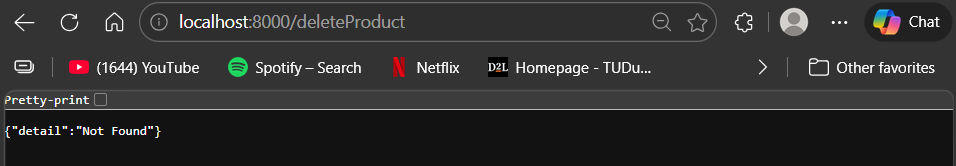 localhost:8000/deleteProduct
Chat
(1644) YouTube
Spotify – Search
N Netflix
D2L Homepage - TUDu...
Other favorites
Pretty-print
{"detail":"Not Found"}